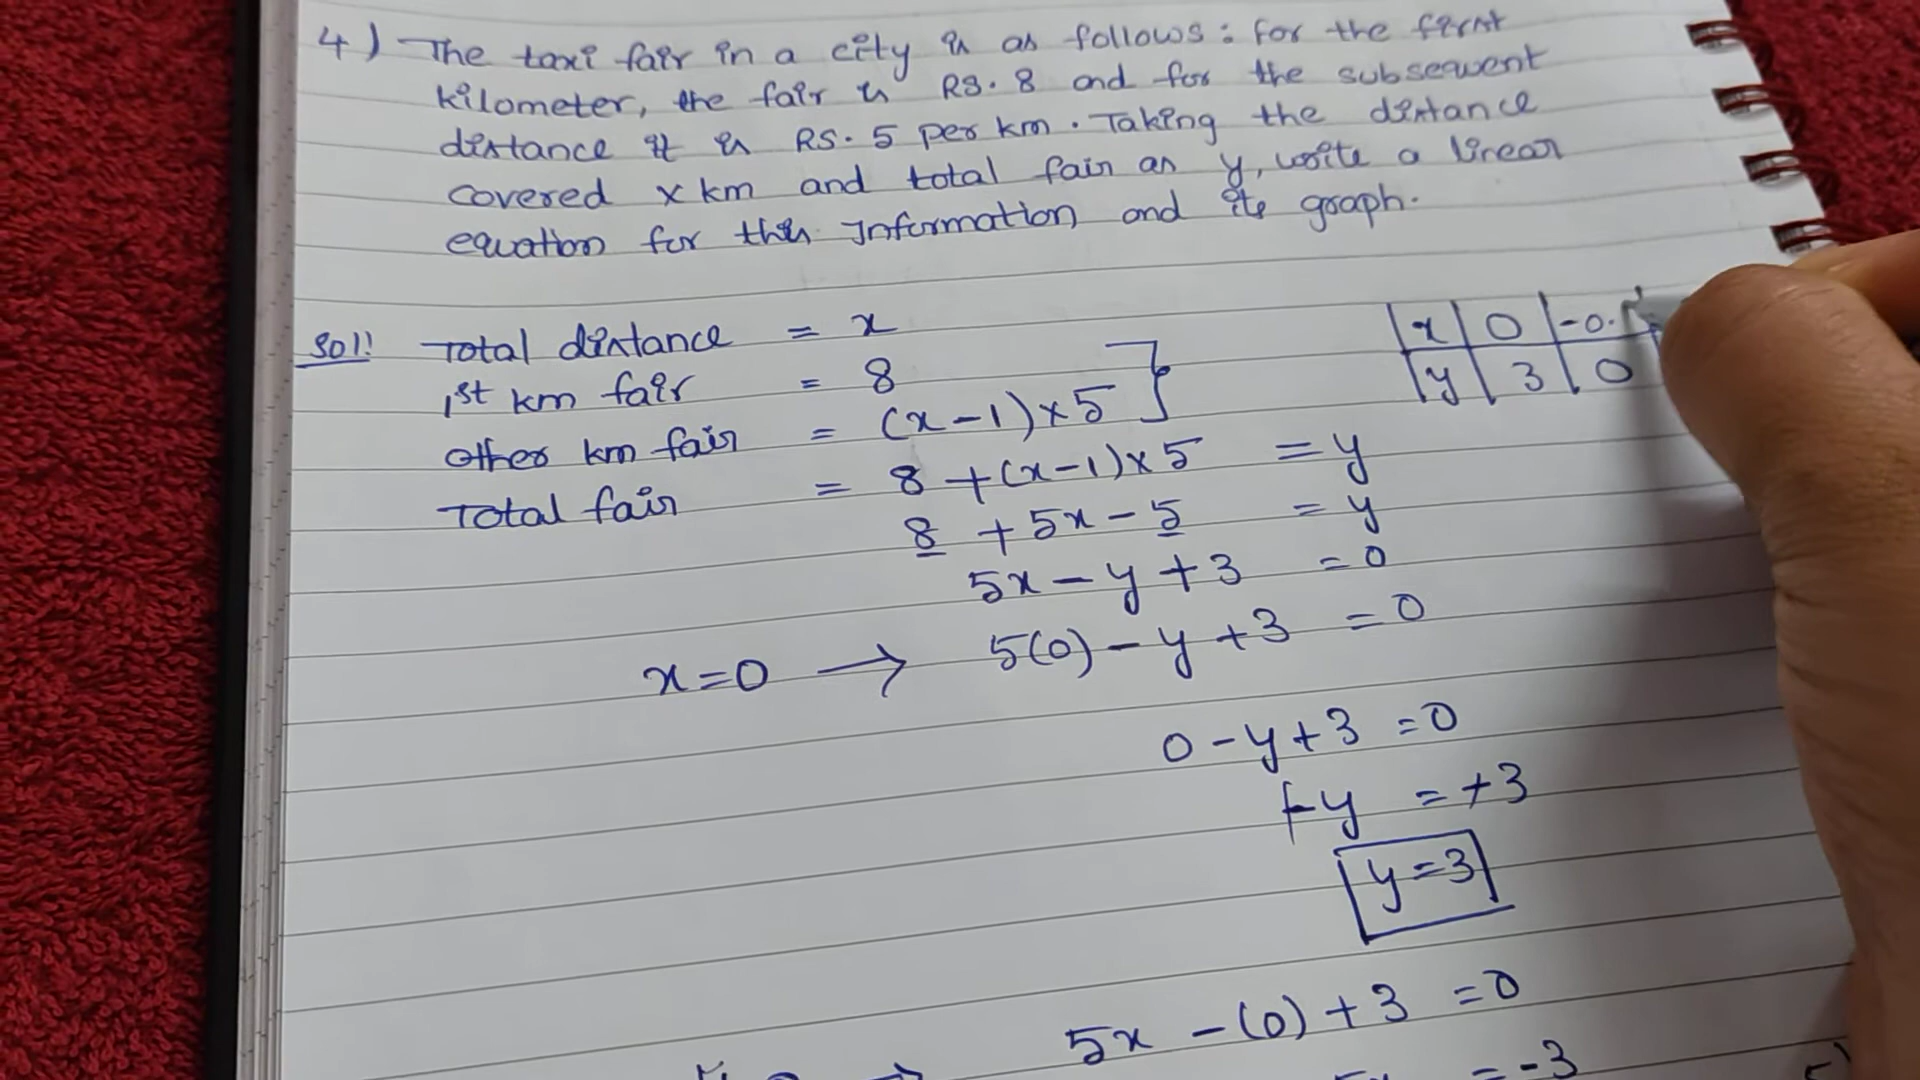 4) The taxi fair in a city is as follows: for the first
kilometer, the fair is RS. 8 and for the subsequent
distance it is RS. 5 per km. Taking the distance
covered x km and total fair as y, write a linear
equation for this Information and its graph.
Sol: Total distance = x
1st km fair = 8
other km fair = (x-1)×5
Total fair = 8 + (x-1)×5 = y
8 + 5x - 5 = y
5x - y + 3 = 0
x=0 → 5(0) - y + 3 = 0
0 - y + 3 = 0
-y = +3
y = 3
5x - (0) + 3 = 0
= -3
x 0 -0.
y 3 0